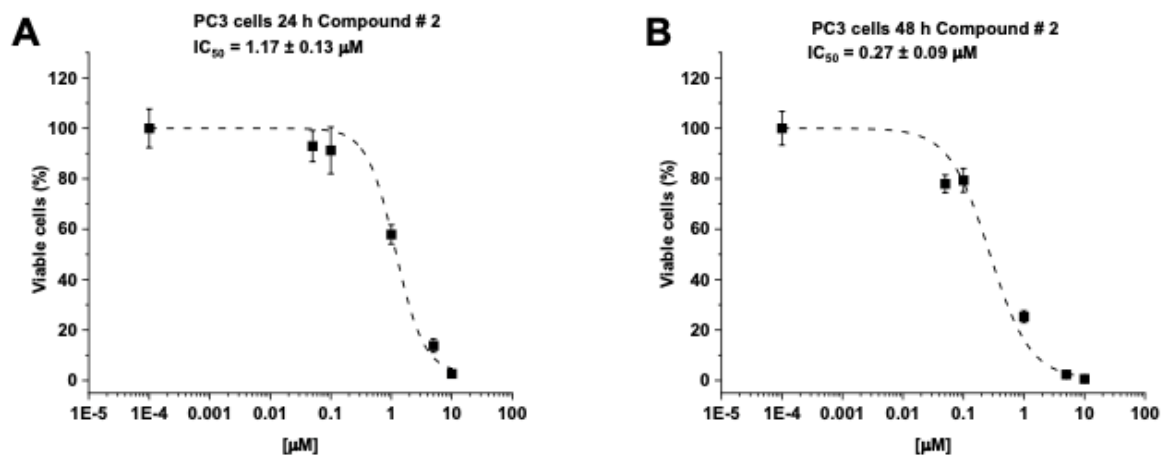 A
PC3 cells 24 h Compound # 2
IC₅₀ = 1.17 ± 0.13 µM
120
100
80
60
40
20
0
Viable cells (%)
1E-5 1E-4 0.001 0.01 0.1 1 10 100
[µM]
B
PC3 cells 48 h Compound # 2
IC₅₀ = 0.27 ± 0.09 µM
120
100
80
60
40
20
0
Viable cells (%)
1E-5 1E-4 0.001 0.01 0.1 1 10 100
[µM]